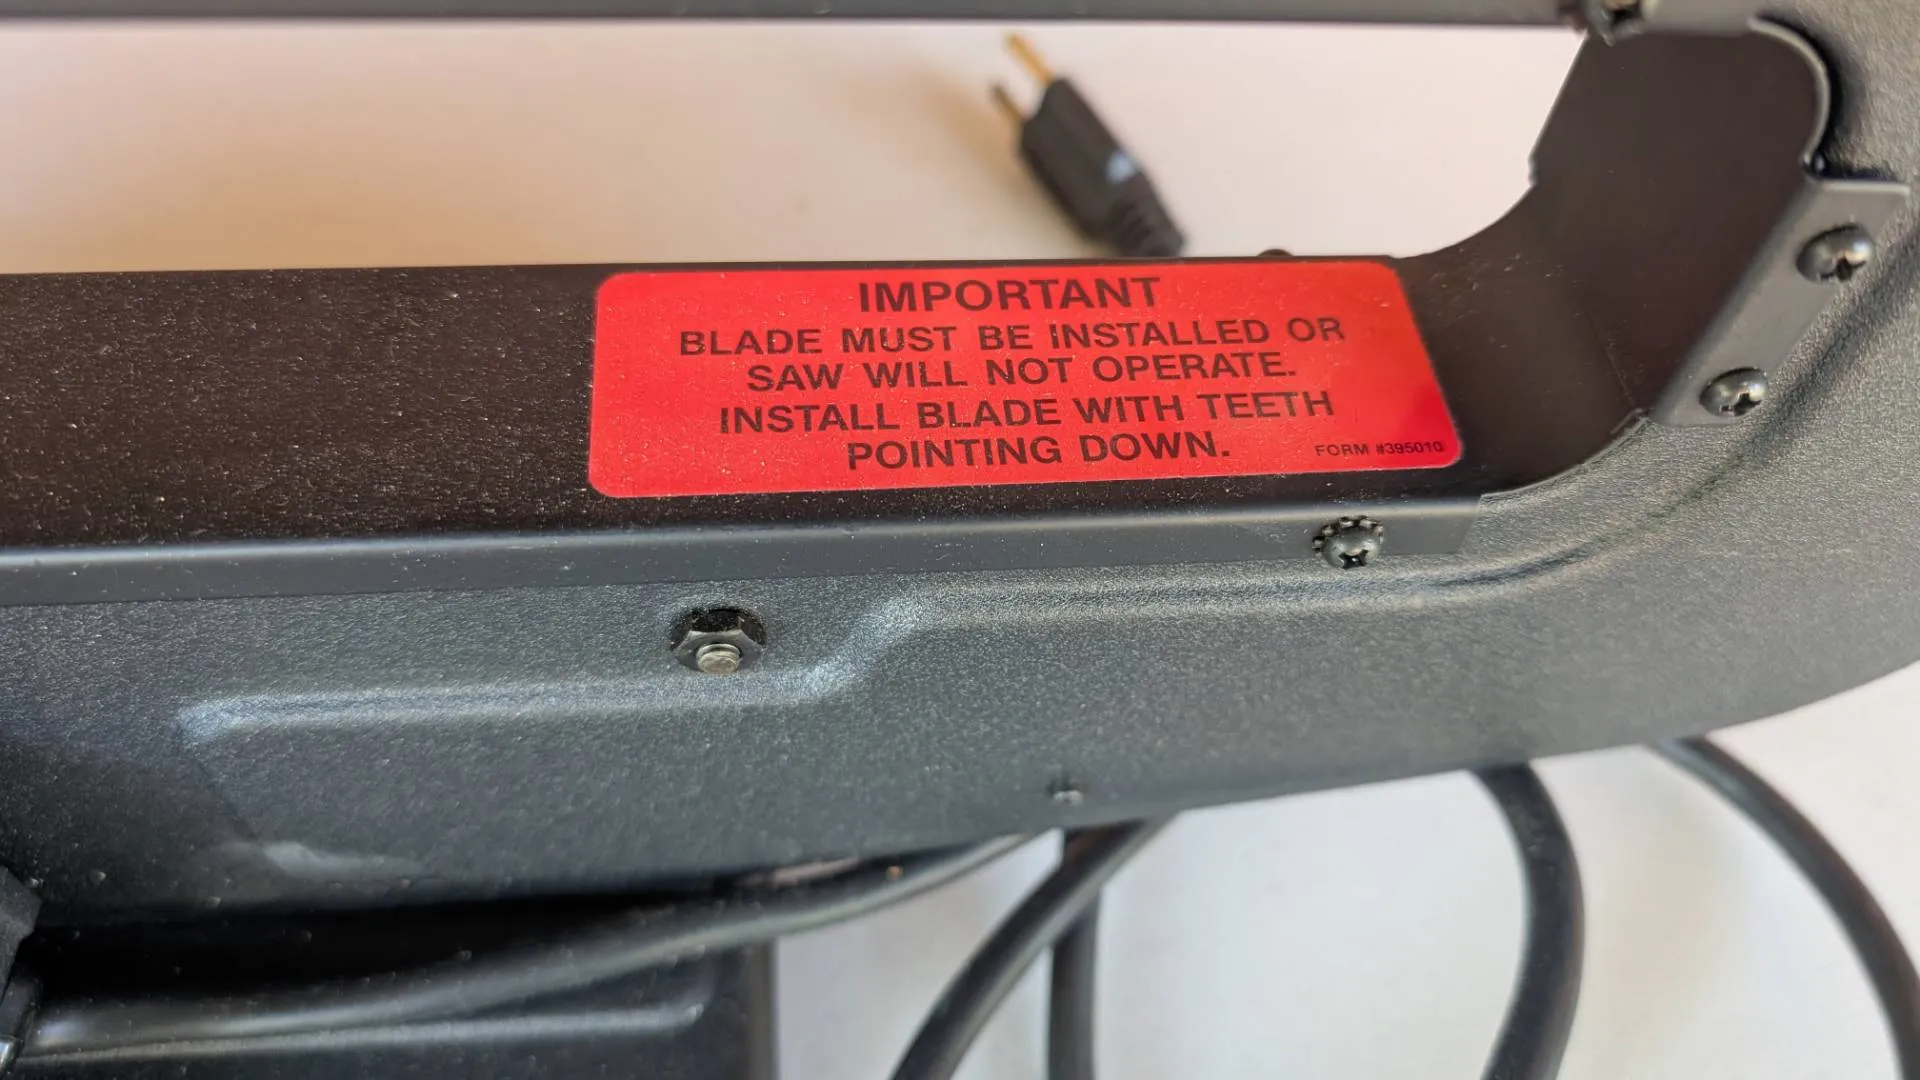 IMPORTANT
BLADE MUST BE INSTALLED OR
SAW WILL NOT OPERATE.
INSTALL BLADE WITH TEETH
POINTING DOWN.
FORM #395010